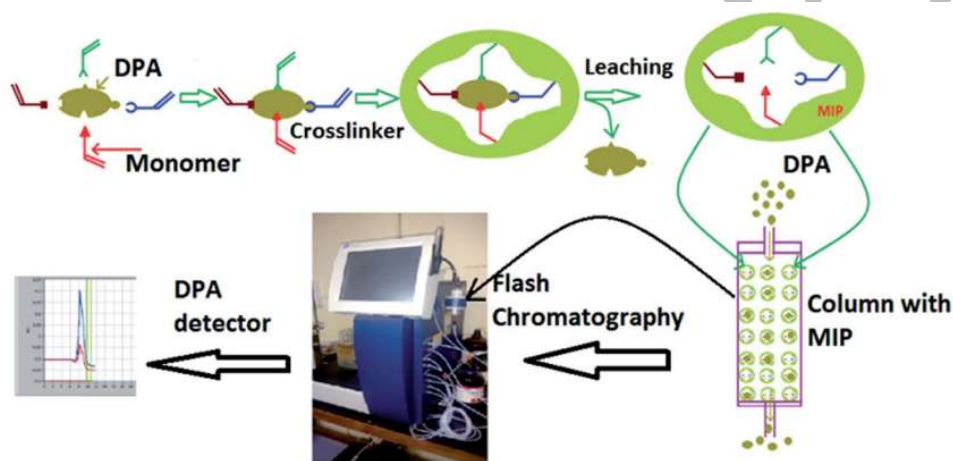 DPA
Leaching
Crosslinker
MIP
Monomer
DPA
DPA
detector
Flash
Chromatography
Column with
MIP